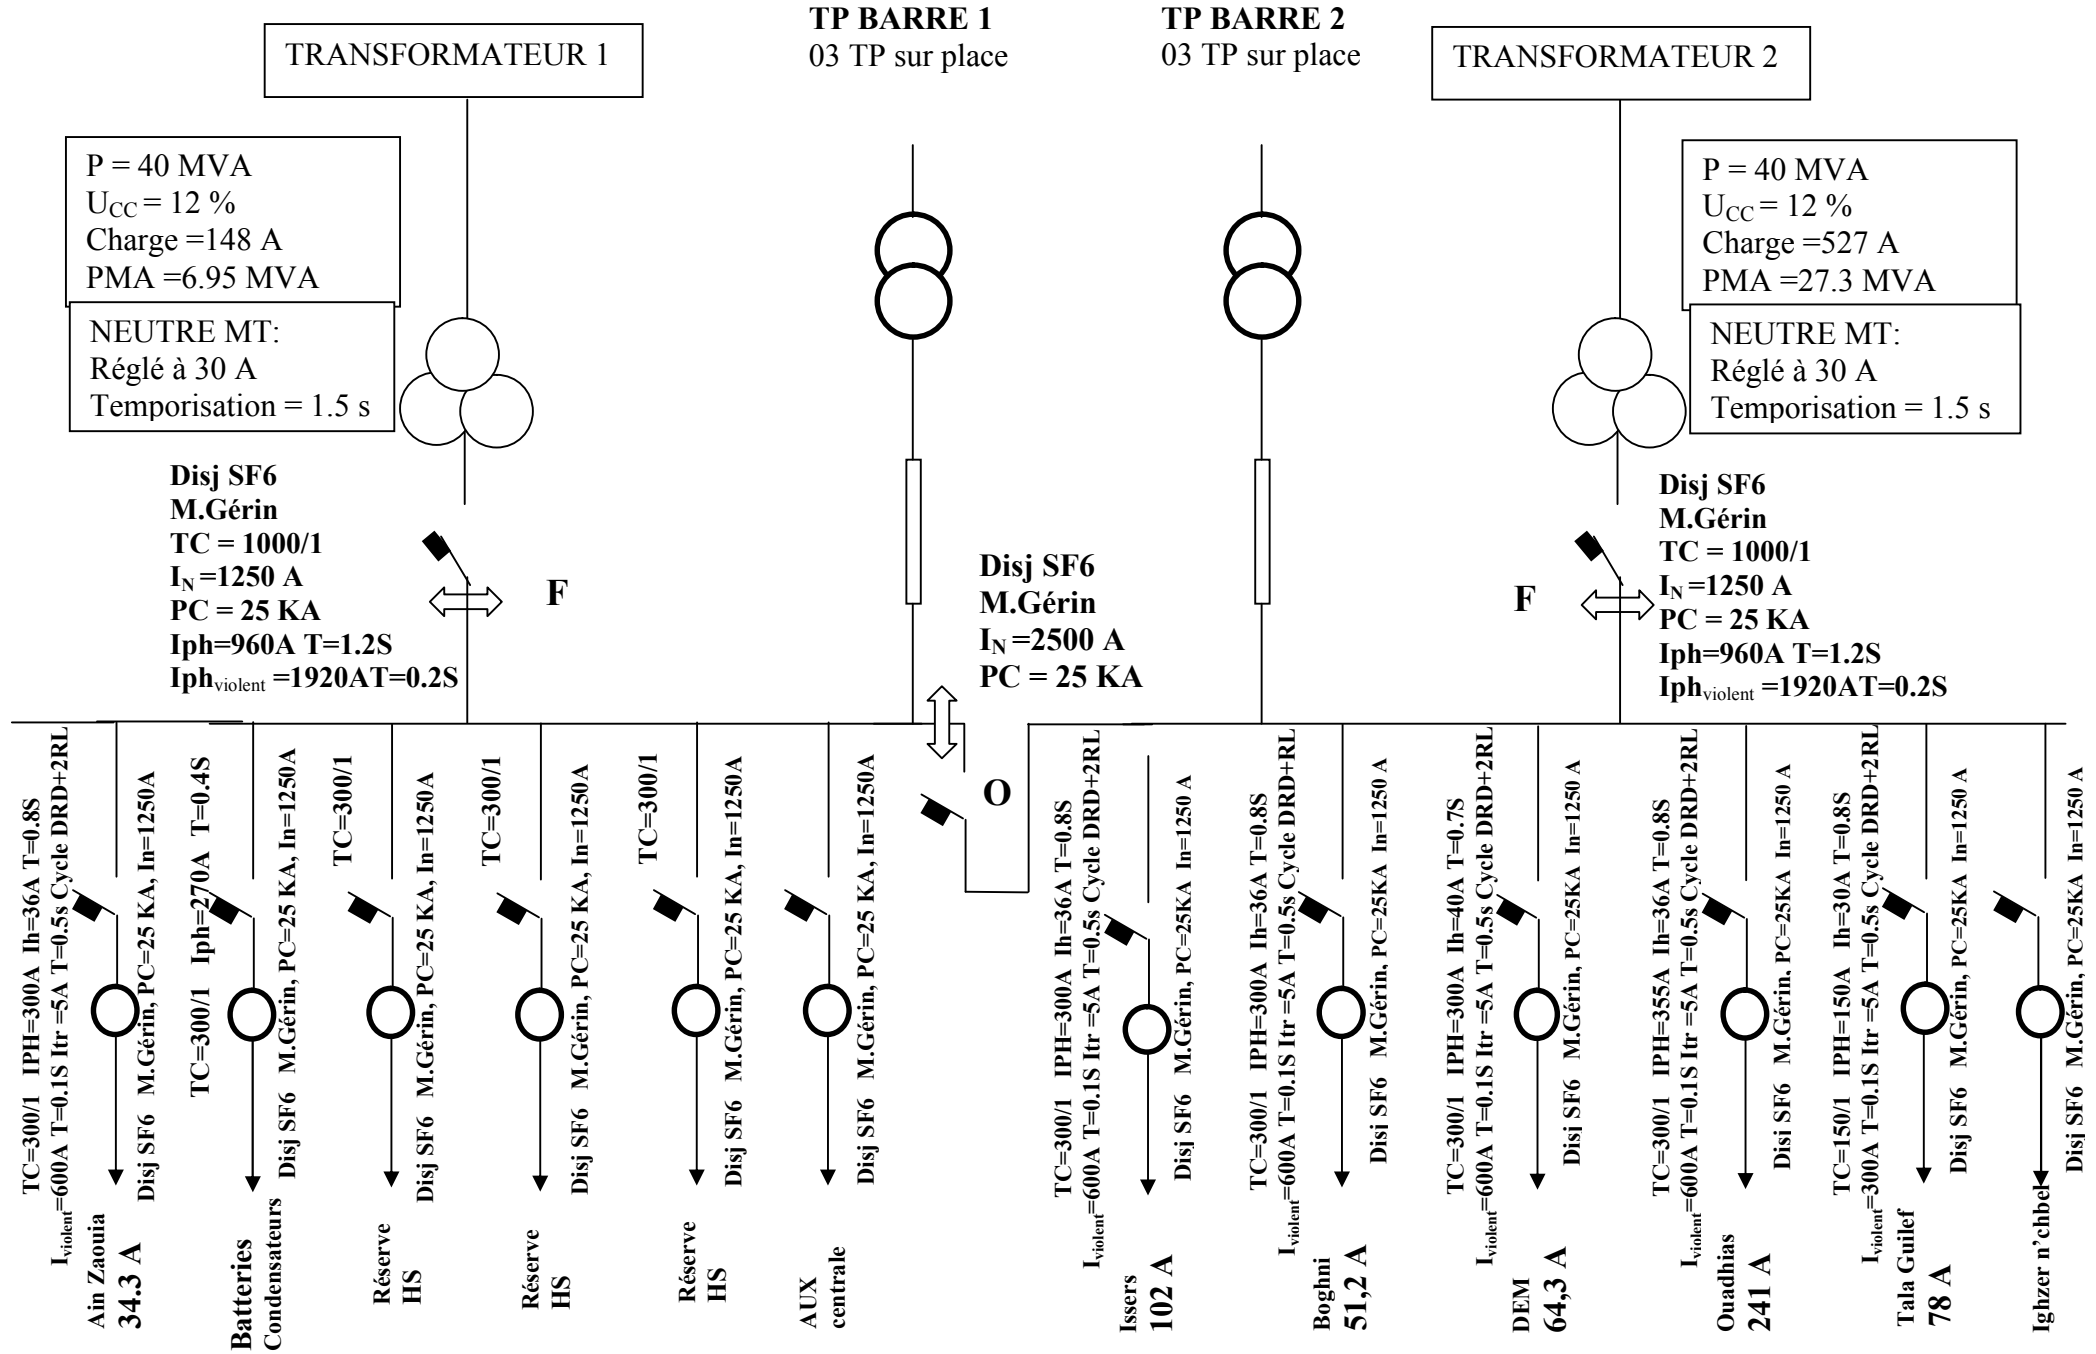 TP BARRE 1
03 TP sur place
TP BARRE 2
03 TP sur place
TRANSFORMATEUR 1
TRANSFORMATEUR 2
P = 40 MVA
UCC = 12 %
Charge =148 A
PMA =6.95 MVA
NEUTRE MT:
Réglé à 30 A
Temporisation = 1.5 s
P = 40 MVA
UCC = 12 %
Charge =527 A
PMA =27.3 MVA
NEUTRE MT:
Réglé à 30 A
Temporisation = 1.5 s
Disj SF6
M.Gérin
TC = 1000/1
IN =1250 A
PC = 25 KA
Iph=960A T=1.2S
Iphviolent =1920AT=0.2S
F
Disj SF6
M.Gérin
IN =2500 A
PC = 25 KA
O
F
Disj SF6
M.Gérin
TC = 1000/1
IN =1250 A
PC = 25 KA
Iph=960A T=1.2S
Iphviolent =1920AT=0.2S
TC=300/1 IPH=300A Ih=36A T=0.8S
Iviolent=600A T=0.1S Itr =5A T=0.5s Cycle DRD+2RL
Disj SF6 M.Gérin, PC=25 KA, In=1250A
Ain Zaouia
34.3 A
TC=300/1 Iph=270A T=0.4S
Disj SF6 M.Gérin, PC=25 KA, In=1250A
Batteries
Condensateurs
TC=300/1
Disj SF6 M.Gérin, PC=25 KA, In=1250A
Réserve
HS
TC=300/1
Disj SF6 M.Gérin, PC=25 KA, In=1250A
Réserve
HS
TC=300/1
Disj SF6 M.Gérin, PC=25 KA, In=1250A
Réserve
HS
Disj SF6 M.Gérin, PC=25 KA, In=1250A
AUX
centrale
TC=300/1 IPH=300A Ih=36A T=0.8S
Iviolent=600A T=0.1S Itr =5A T=0.5s Cycle DRD+2RL
Disj SF6 M.Gérin, PC=25KA In=1250 A
Issers
102 A
TC=300/1 IPH=300A Ih=36A T=0.8S
Iviolent=600A T=0.1S Itr =5A T=0.5s Cycle DRD+RL
Disi SF6 M.Gérin, PC=25KA In=1250 A
Boghni
51,2 A
TC=300/1 IPH=300A Ih=40A T=0.7S
Iviolent=600A T=0.1S Itr =5A T=0.5s Cycle DRD+2RL
Disi SF6 M.Gérin, PC=25KA In=1250 A
DEM
64,3 A
TC=300/1 IPH=355A Ih=36A T=0.8S
Iviolent=600A T=0.1S Itr =5A T=0.5s Cycle DRD+2RL
Disi SF6 M.Gérin, PC=25KA In=1250 A
Ouadhias
241 A
TC=150/1 IPH=150A Ih=30A T=0.8S
Iviolent=300A T=0.1S Itr =5A T=0.5s Cycle DRD+2RL
Disj SF6 M.Gérin, PC=25KA In=1250 A
Tala Guilef
78 A
Disj SF6 M.Gérin, PC=25KA In=1250 A
Ighzer n'chbel